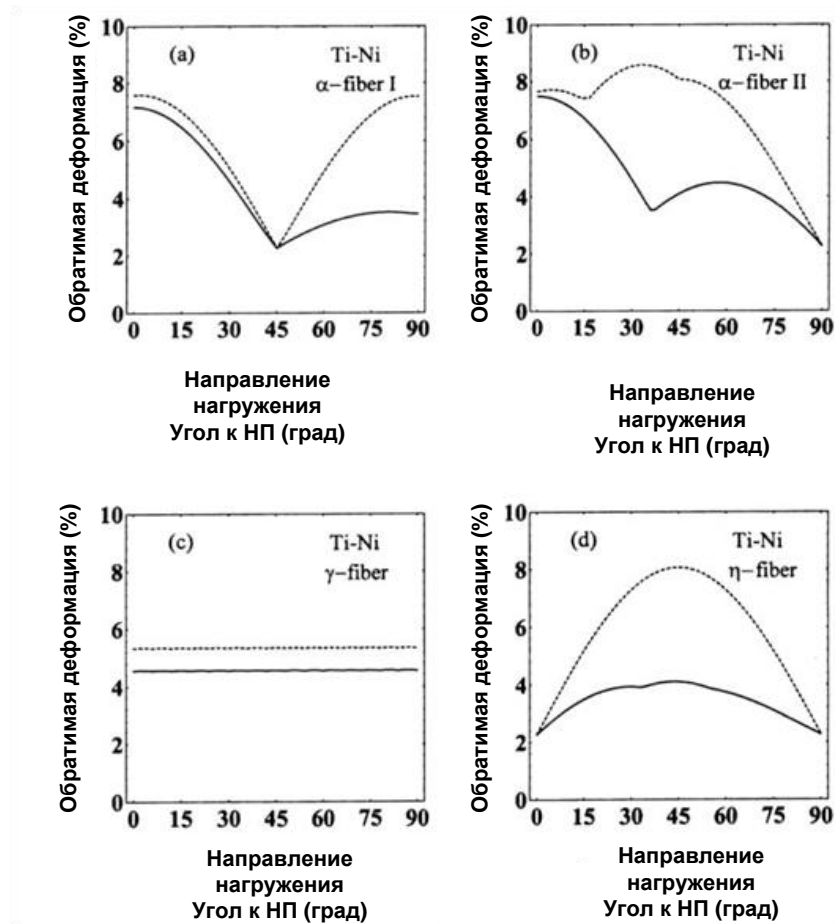 Обратимая деформация (%)
10
8
6
4
2
0
(a)
Ti-Ni
α-fiber I
0 15 30 45 60 75 90
Направление
нагружения
Угол к НП (град)
Обратимая деформация (%)
10
8
6
4
2
0
(b)
Ti-Ni
α-fiber II
0 15 30 45 60 75 90
Направление
нагружения
Угол к НП (град)
Обратимая деформация (%)
10
8
6
4
2
0
(c)
Ti-Ni
γ-fiber
0 15 30 45 60 75 90
Направление
нагружения
Угол к НП (град)
Обратимая деформация (%)
10
8
6
4
2
0
(d)
Ti-Ni
η-fiber
0 15 30 45 60 75 90
Направление
нагружения
Угол к НП (град)